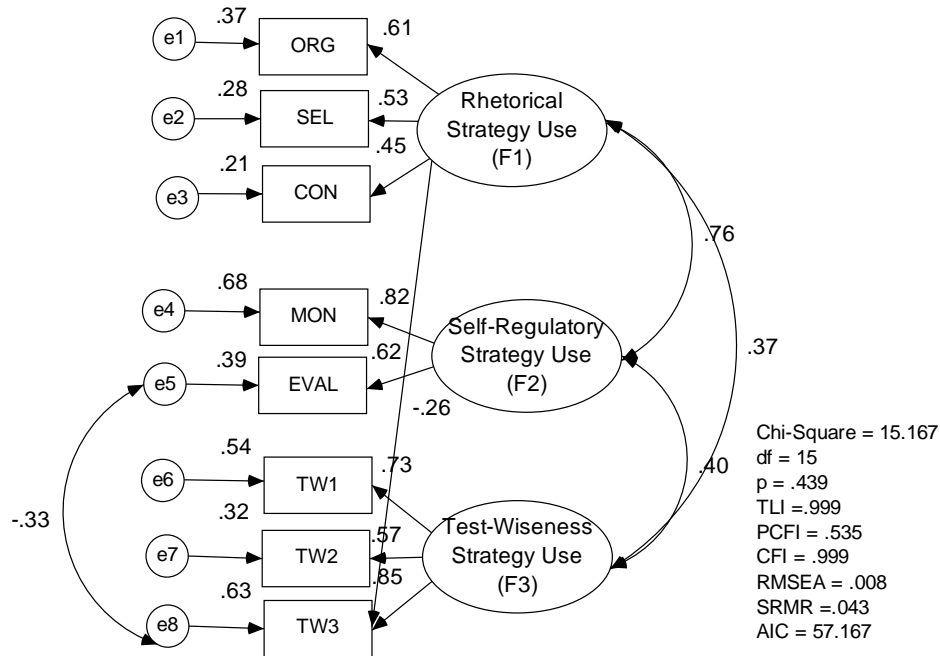 .37
e1
ORG
.61
.28
e2
SEL
.53
.21
e3
CON
.45
Rhetorical
Strategy Use
(F1)
.76
.68
e4
MON
.82
.39
e5
EVAL
.62
Self-Regulatory
Strategy Use
(F2)
-.26
.37
.54
e6
TW1
.73
.32
e7
TW2
.57
.63
e8
TW3
.85
Test-Wiseness
Strategy Use
(F3)
.40
-.33
Chi-Square = 15.167
df = 15
p = .439
TLI =.999
PCFI = .535
CFI = .999
RMSEA = .008
SRMR =.043
AIC = 57.167